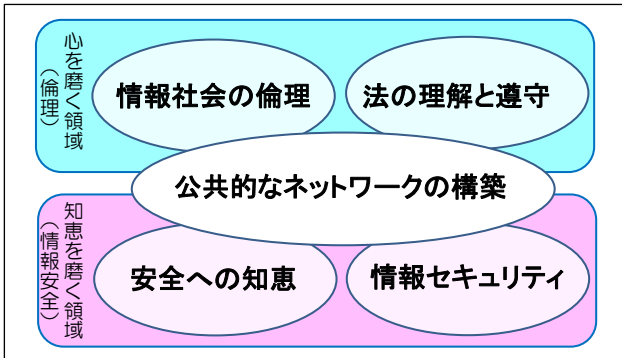 心を磨く領域
（倫理）
情報社会の倫理
法の理解と遵守
公共的なネットワークの構築
知恵を磨く領域
（情報安全）
安全への知恵
情報セキュリティ